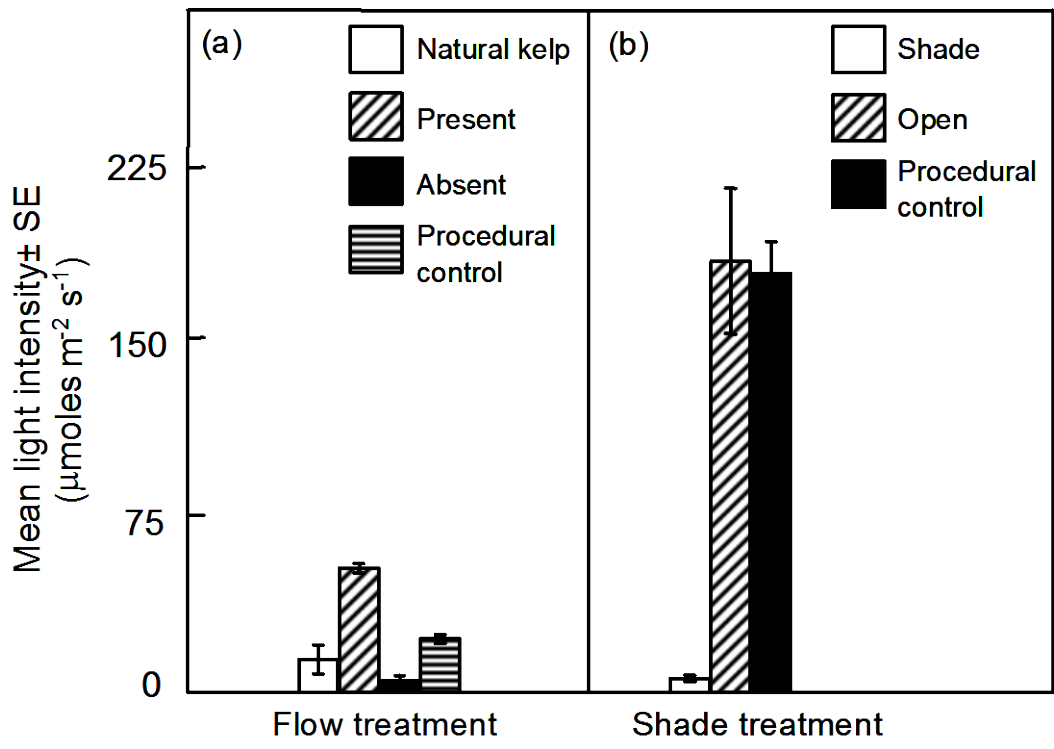 (a)
Natural kelp
Present
Absent
Procedural
control
(b)
Shade
Open
Procedural
control
Mean light intensity± SE
(μmoles m⁻² s⁻¹)
225
150
75
0
Flow treatment
Shade treatment